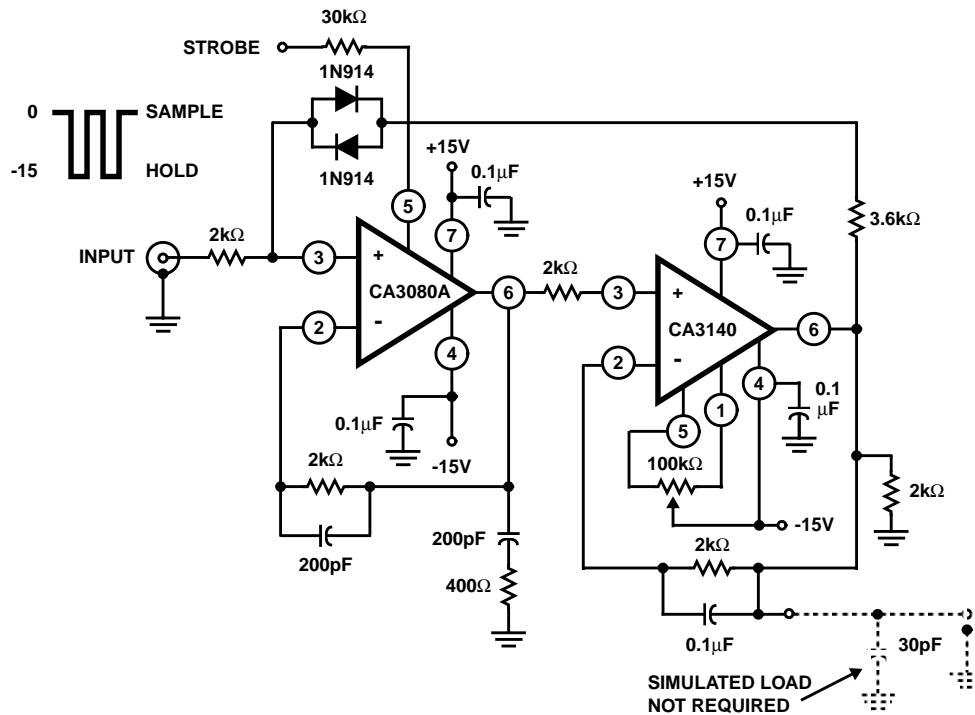 30kΩ
STROBE
1N914
0 SAMPLE
-15 HOLD
1N914
+15V
0.1μF
5
7
+15V
0.1μF
7
3.6kΩ
INPUT
2kΩ
3
+
CA3080A
6
2kΩ
3
+
CA3140
6
2
-
4
2
-
4
0.1
μF
1
5
0.1μF
-15V
100kΩ
2kΩ
-15V
2kΩ
200pF
200pF
400Ω
2kΩ
0.1μF
30pF
SIMULATED LOAD
NOT REQUIRED